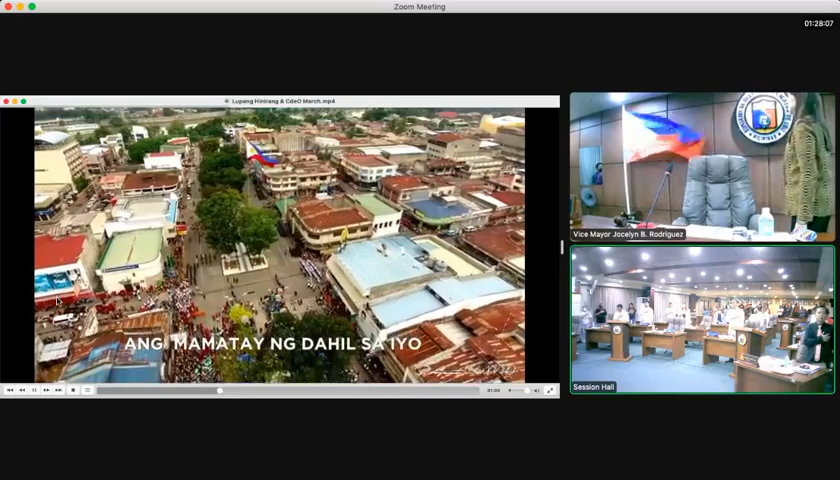 Zoom Meeting
01:28:07
Lupang Hinirang & CdeO March.mp4
ANG MAMATAY NG DAHIL SA IYO
01:04
Vice Mayor Jocelyn B. Rodriguez
Session Hall